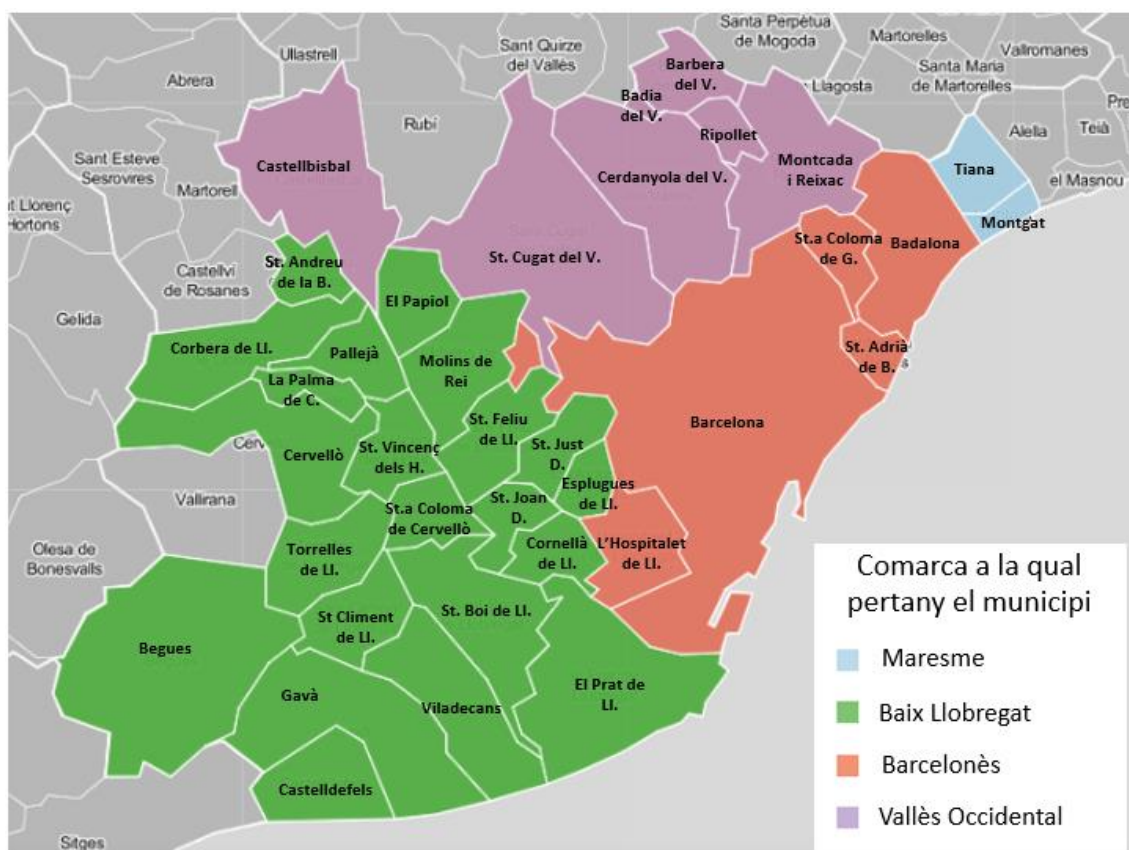 Ullastrell
Sant Quirze
del Vallès
Santa Perpètua
de Mogoda
Martorelles
Vallromanes
Abrera
Barbera
del V.
Santa Maria
de Martorelles
Llagosta
Badia
del V.
Rubí
Ripollet
Alella
Teià
Sant Esteve
Sesrovires
Castellbisbal
Cerdanyola del V.
Montcada
i Reixac
Tiana
el Masnou
Martorell
t Llorenç
Hortons
Montgat
St.a Coloma
de G.
Badalona
St. Andreu
de la B.
St. Cugat del V.
Castellví
de Rosanes
El Papiol
Gelida
Corbera de Ll.
Pallejà
Molins de
Rei
St. Adrià
de B.
La Palma
de C.
St. Feliu
de Ll.
Barcelona
Cervellò
St. Vincenç
dels H.
St. Just
D.
Esplugues
de Ll.
Vallirana
St.a Coloma
de Cervellò
St. Joan
D.
Olesa de
Bonesvalls
Torrelles
de Ll.
Cornellà
de Ll.
L'Hospitalet
de Ll.
St Climent
de Ll.
St. Boi de Ll.
Begues
Gavà
Viladecans
El Prat de
Ll.
Castelldefels
Sitges
Comarca a la qual
pertany el municipi
Maresme
Baix Llobregat
Barcelonès
Vallès Occidental